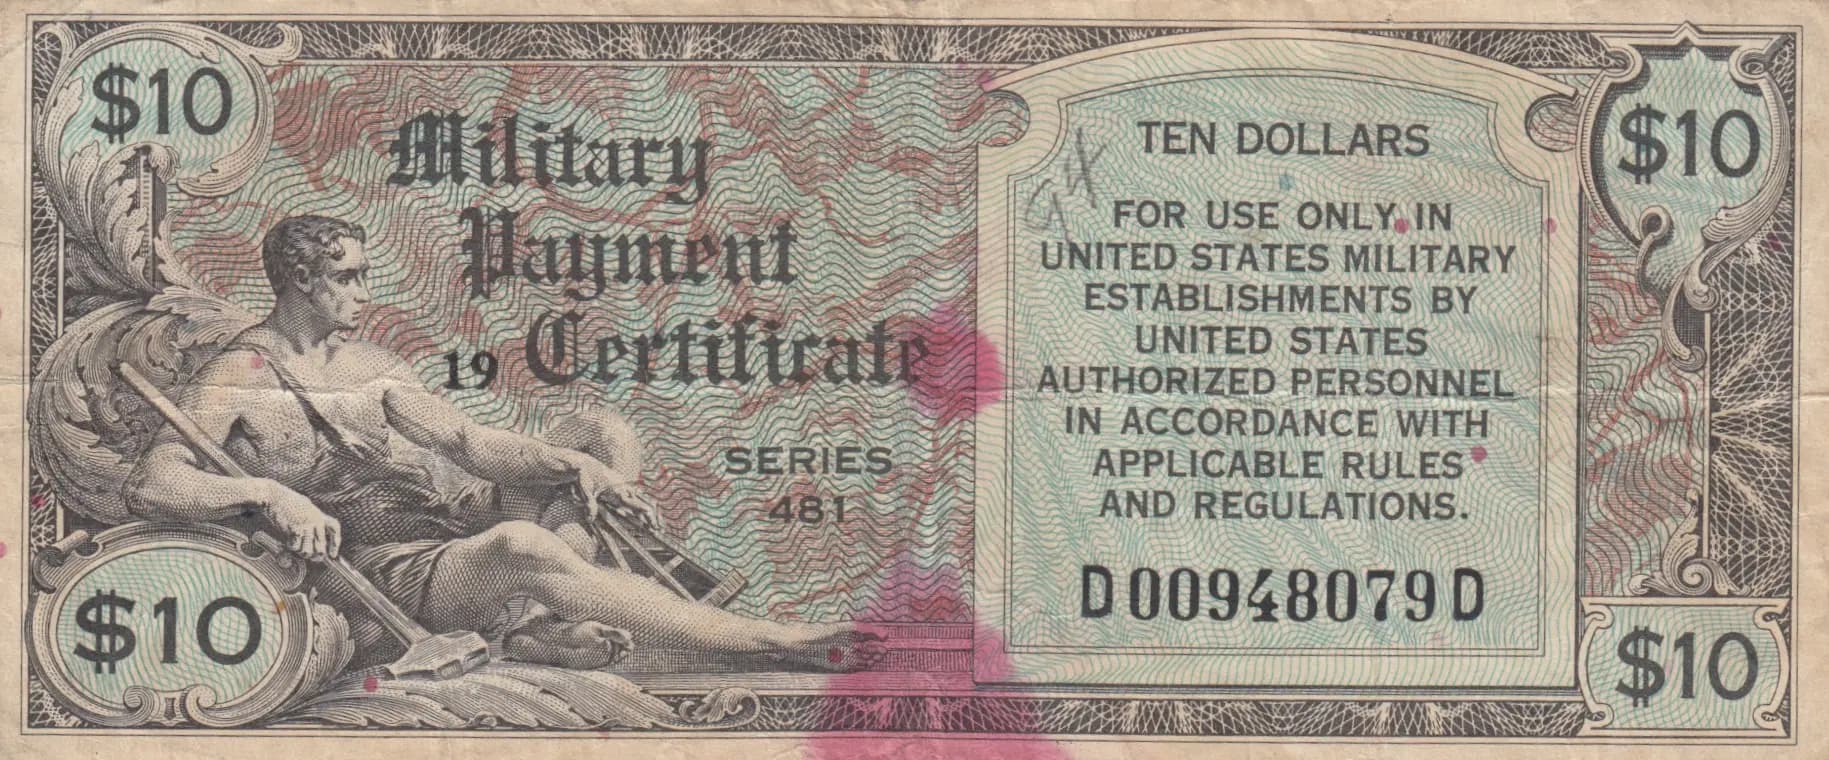 $10
Military
Payment
19 Certificate
SERIES
481
$10
TEN DOLLARS
FOR USE ONLY IN
UNITED STATES MILITARY
ESTABLISHMENTS BY
UNITED STATES
AUTHORIZED PERSONNEL
IN ACCORDANCE WITH
APPLICABLE RULES
AND REGULATIONS.
D00948079D
$10
$10